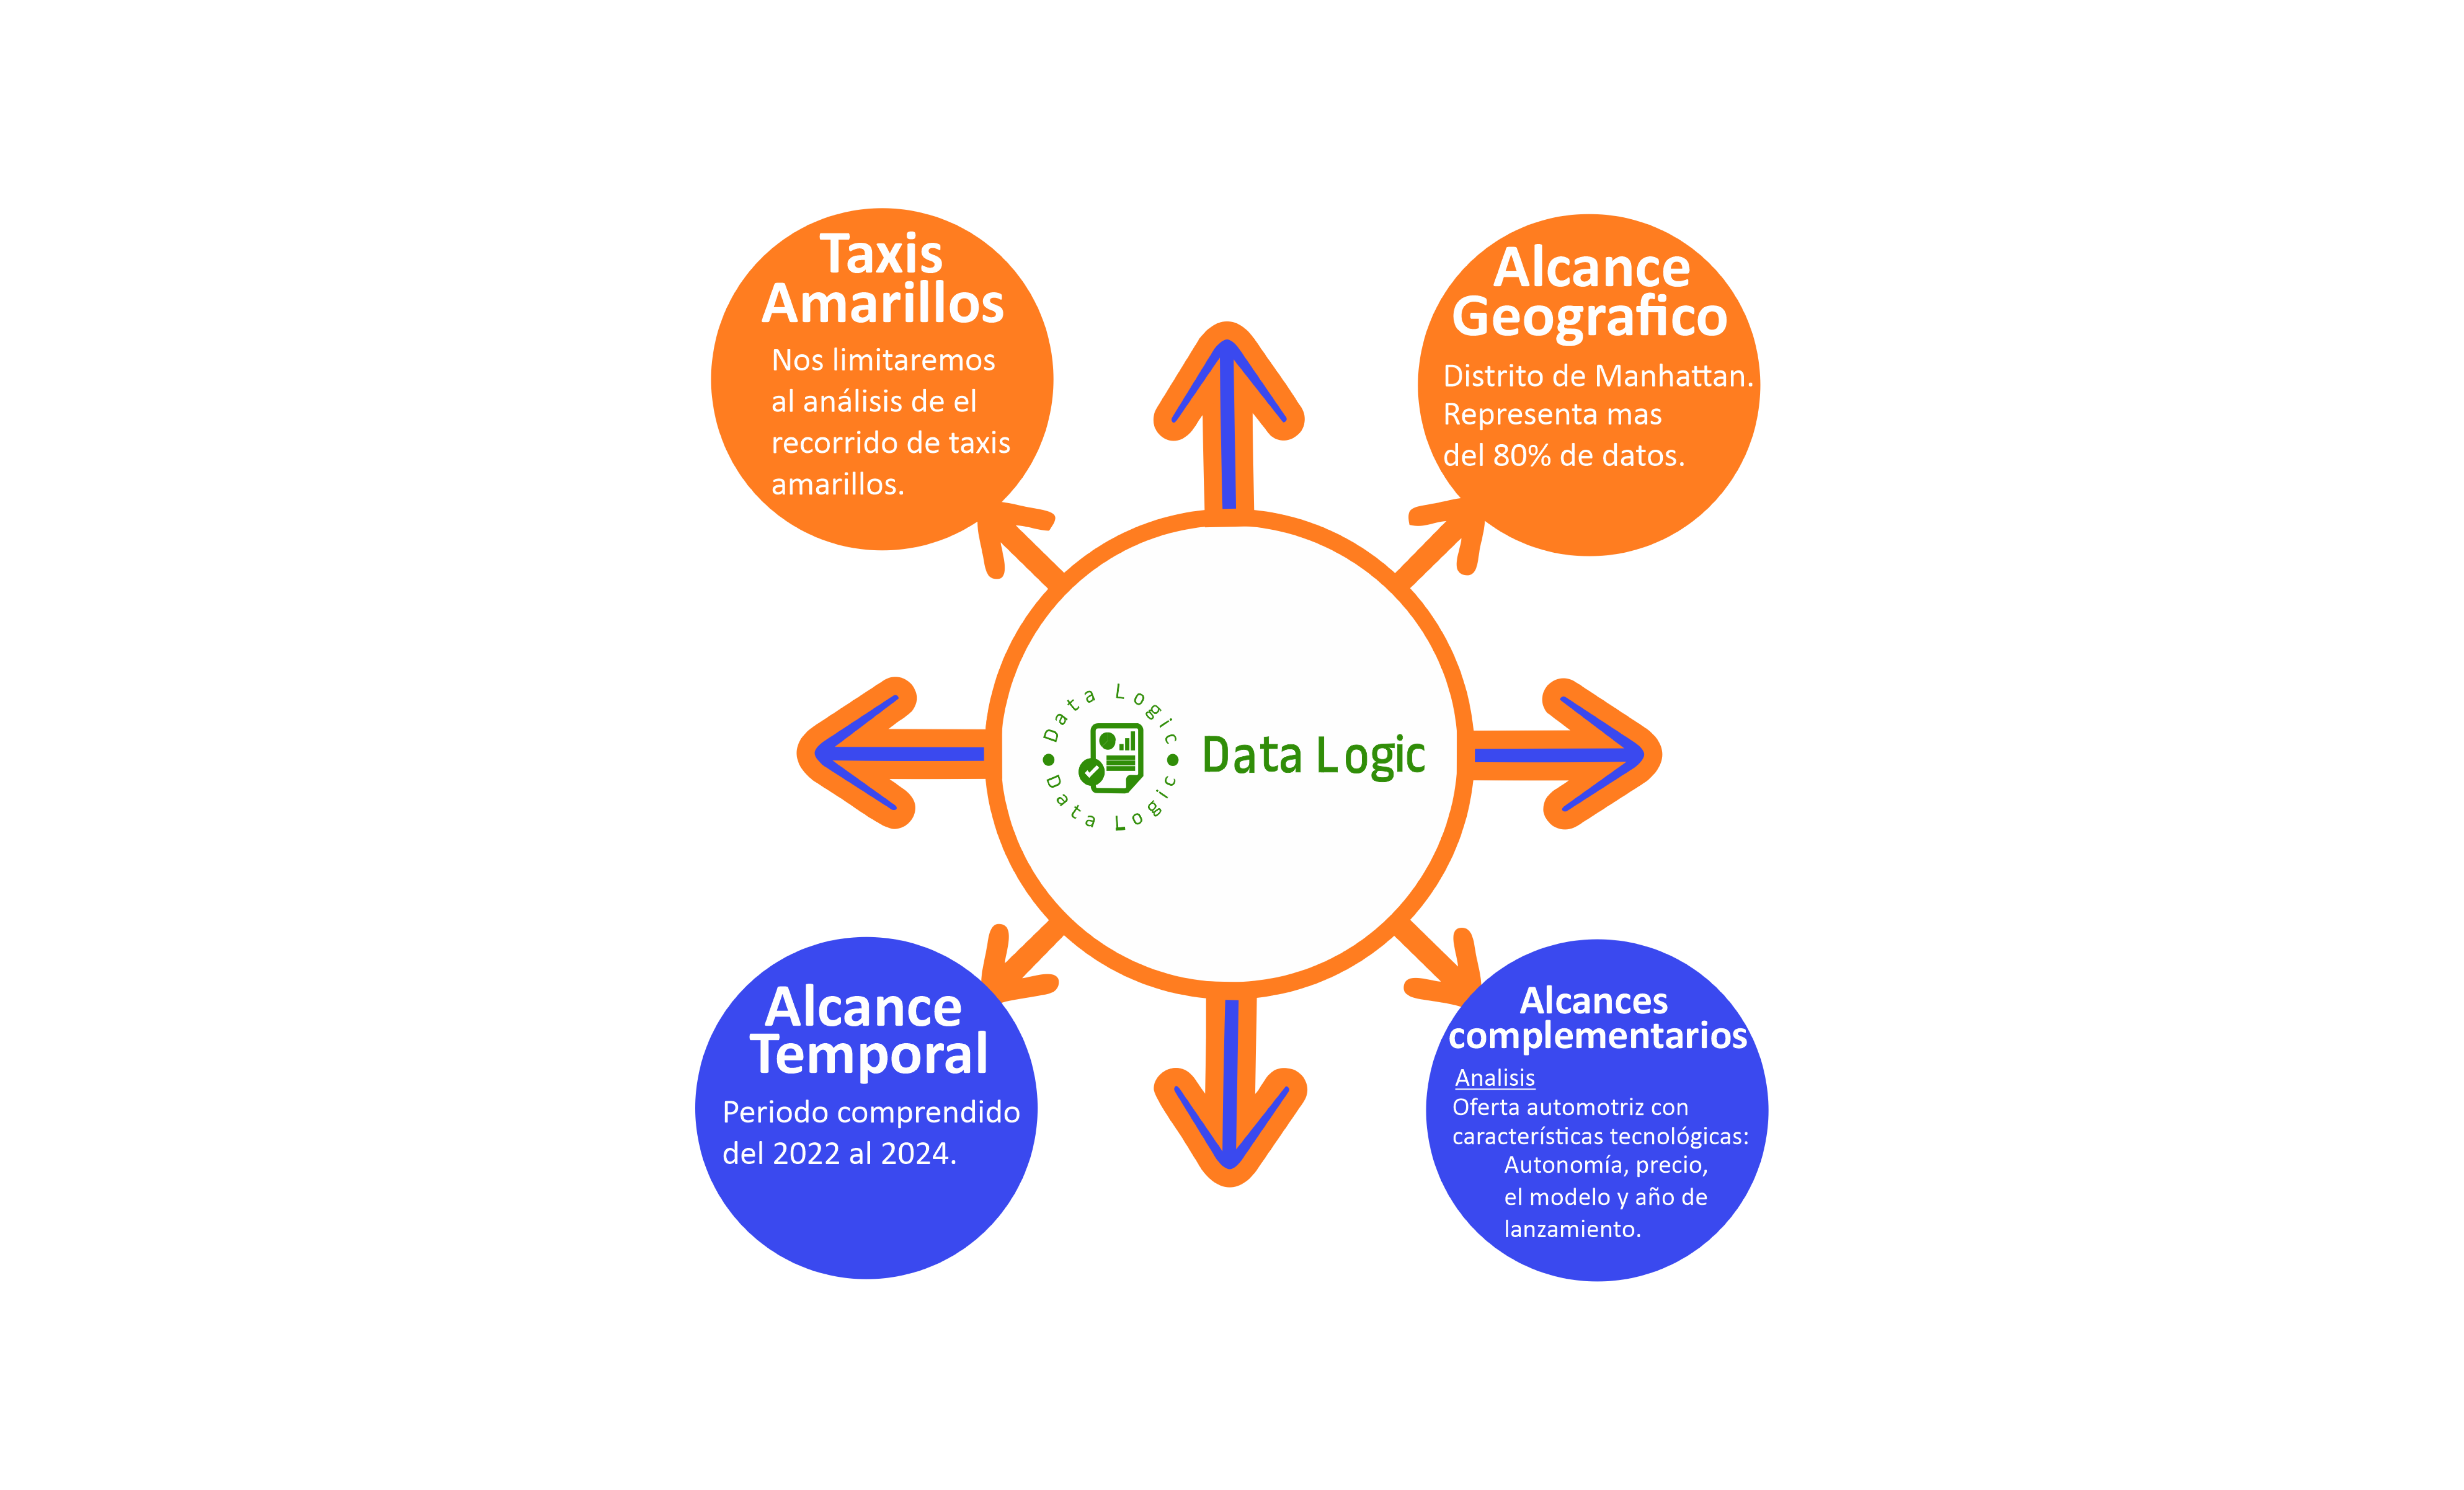 Taxis
Amarillos
Nos limitaremos
al análisis de el
recorrido de taxis
amarillos.
Alcance
Geografico
Distrito de Manhattan.
Representa mas
del 80% de datos.
Data Logic
Data Logic
Data Logic
Alcance
Temporal
Periodo comprendido
del 2022 al 2024.
Alcances
complementarios
Analisis
Oferta automotriz con
características tecnológicas:
Autonomía, precio,
el modelo y año de
lanzamiento.